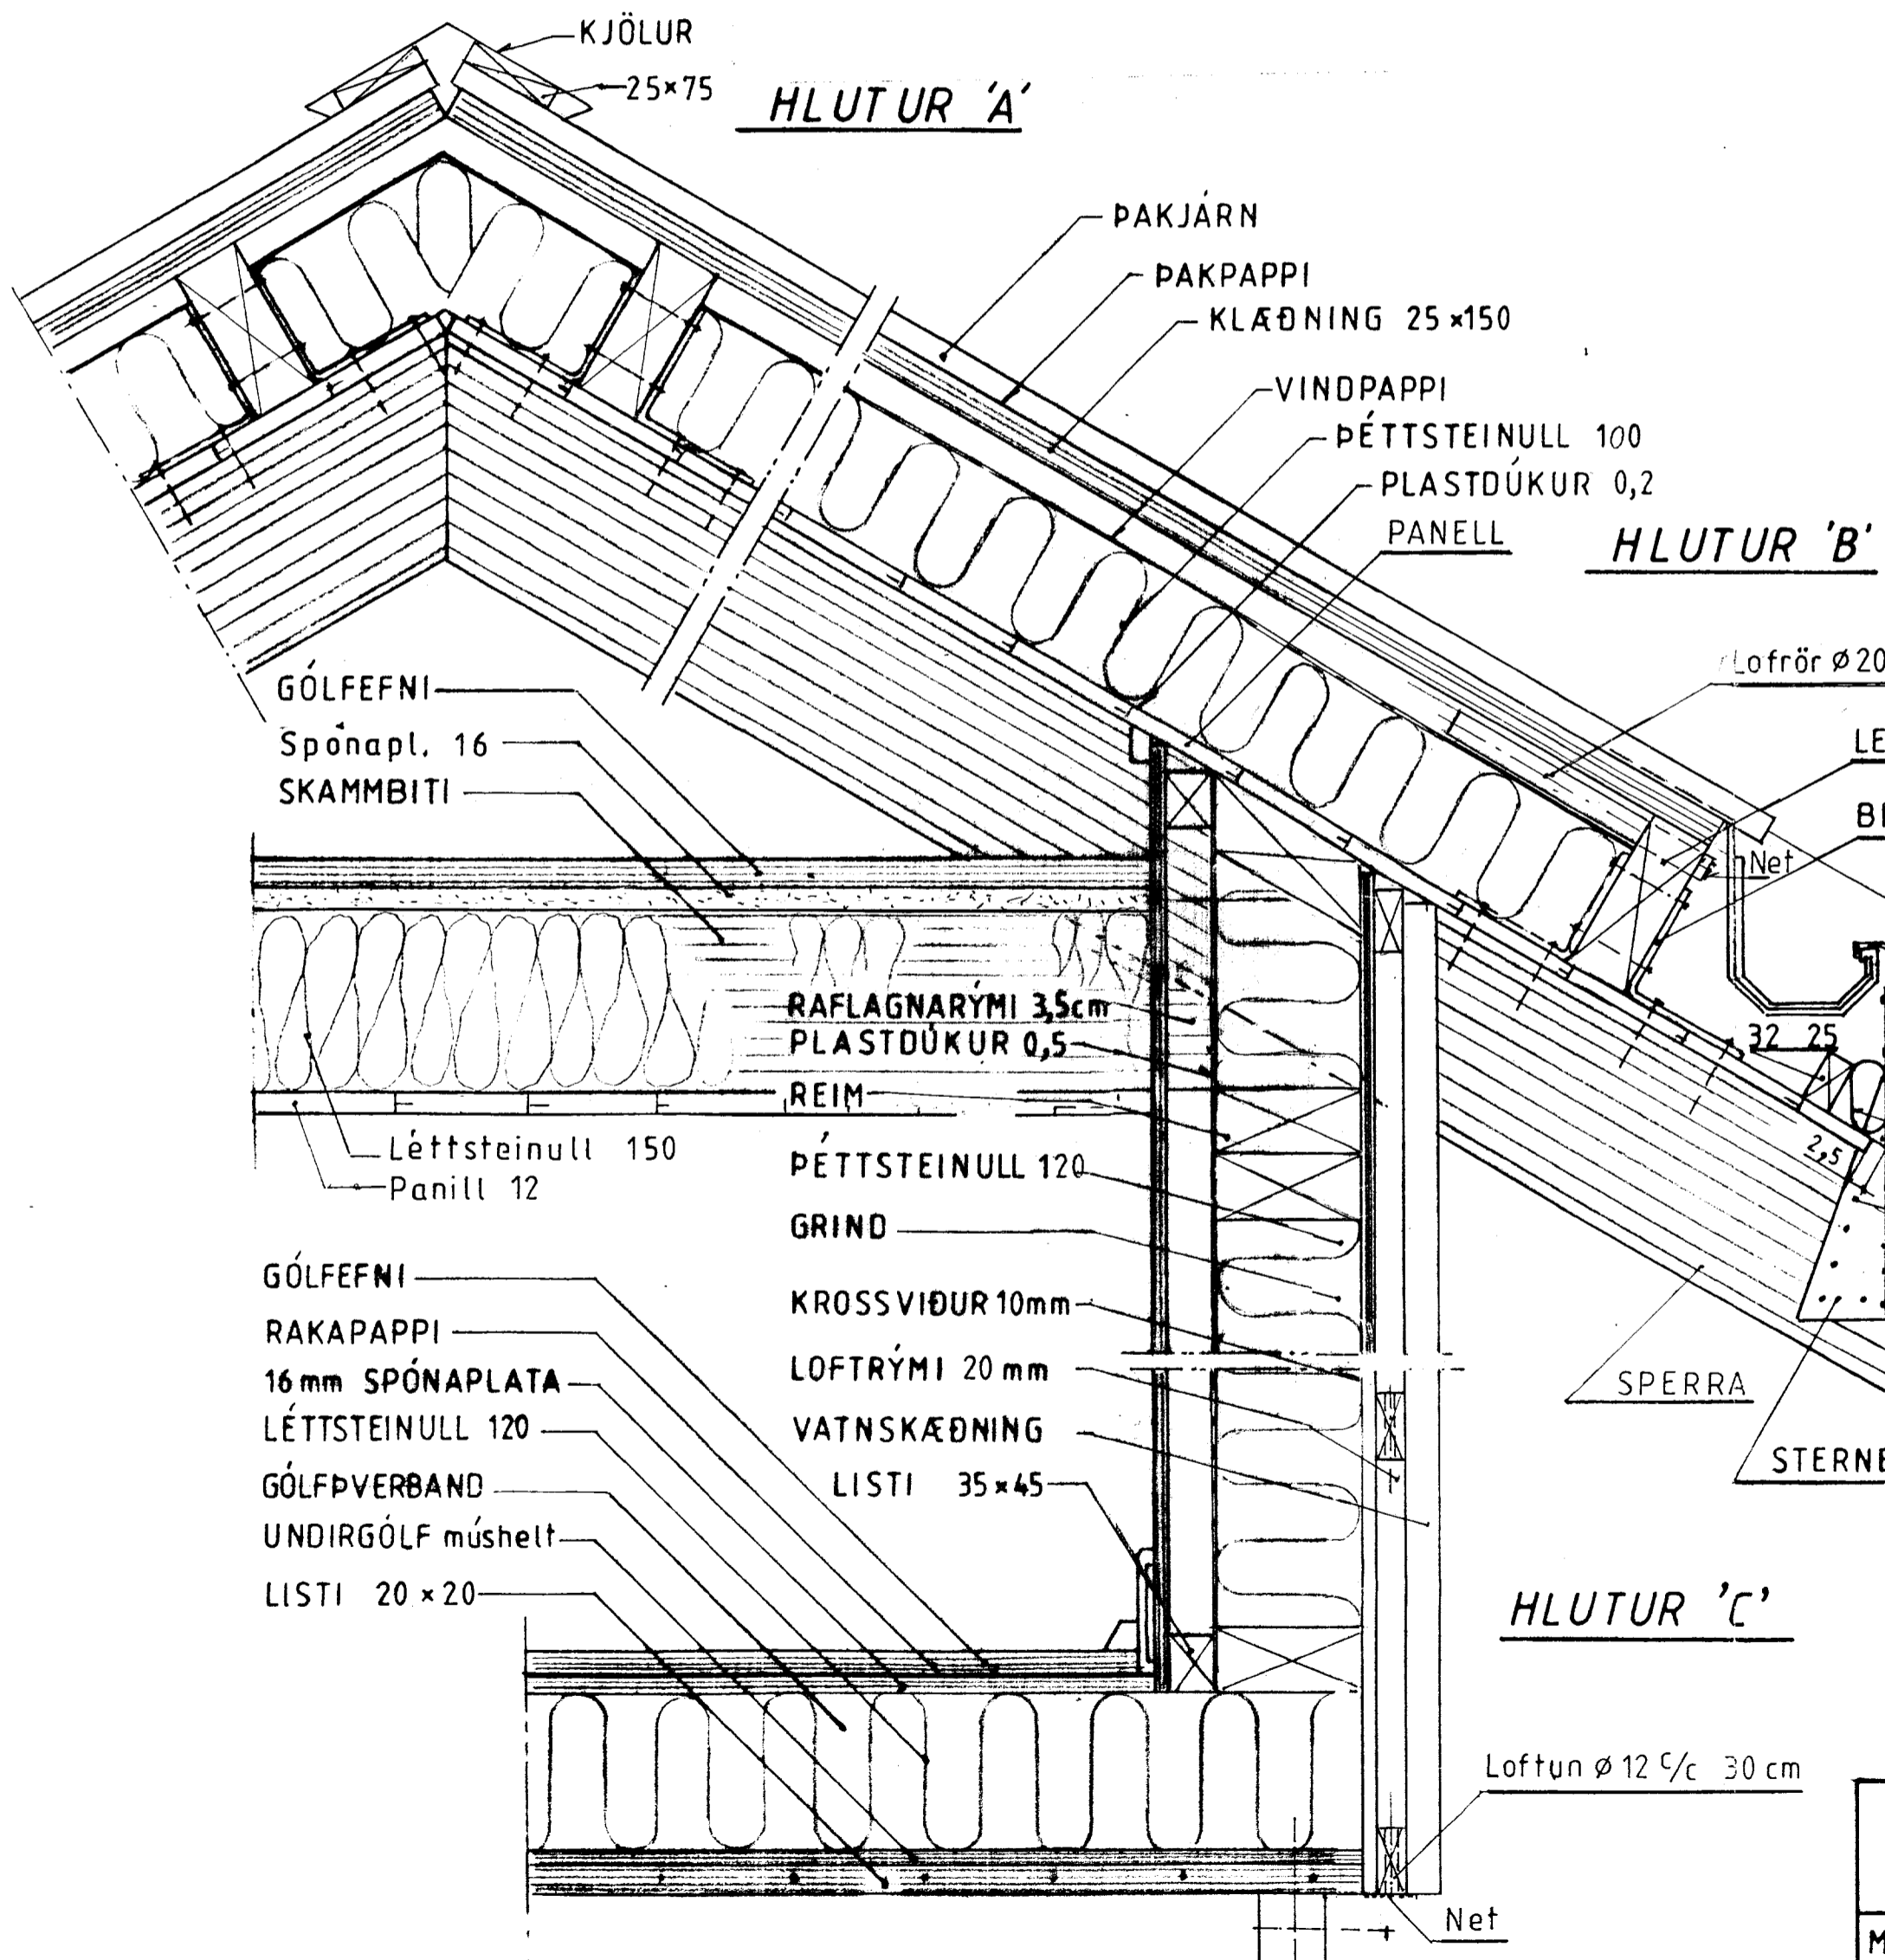 KJÖLUR
25×75
HLUTUR 'A'
ÞAKJÁRN
ÞAKPAPPI
KLÆÐNING 25×150
VINDPAPPI
ÞÉTTSTEINULL 100
PLASTDÚKUR 0,2
PANELL
HLUTUR 'B'
Lofrör ø20
Net
32 25
2,5
GÓLFEFNI
Spónapl. 16
SKAMMBITI
RAFLAGNARÝMI 3,5cm
PLASTDÚKUR 0,5
REIM
Léttsteinull 150
Panill 12
ÞÉTTSTEINULL 120
GRIND
KROSSVIÐUR 10mm
LOFTRÝMI 20 mm
VATNSKÆÐNING
LISTI 35×45
GÓLFEFNI
RAKAPAPPI
16mm SPÓNAPLATA
LÉTTSTEINULL 120
GÓLFÞVERBAND
UNDIRGÓLF múshelt
LISTI 20×20
SPERRA
HLUTUR 'C'
Loftun ø12 c/c 30 cm
Net